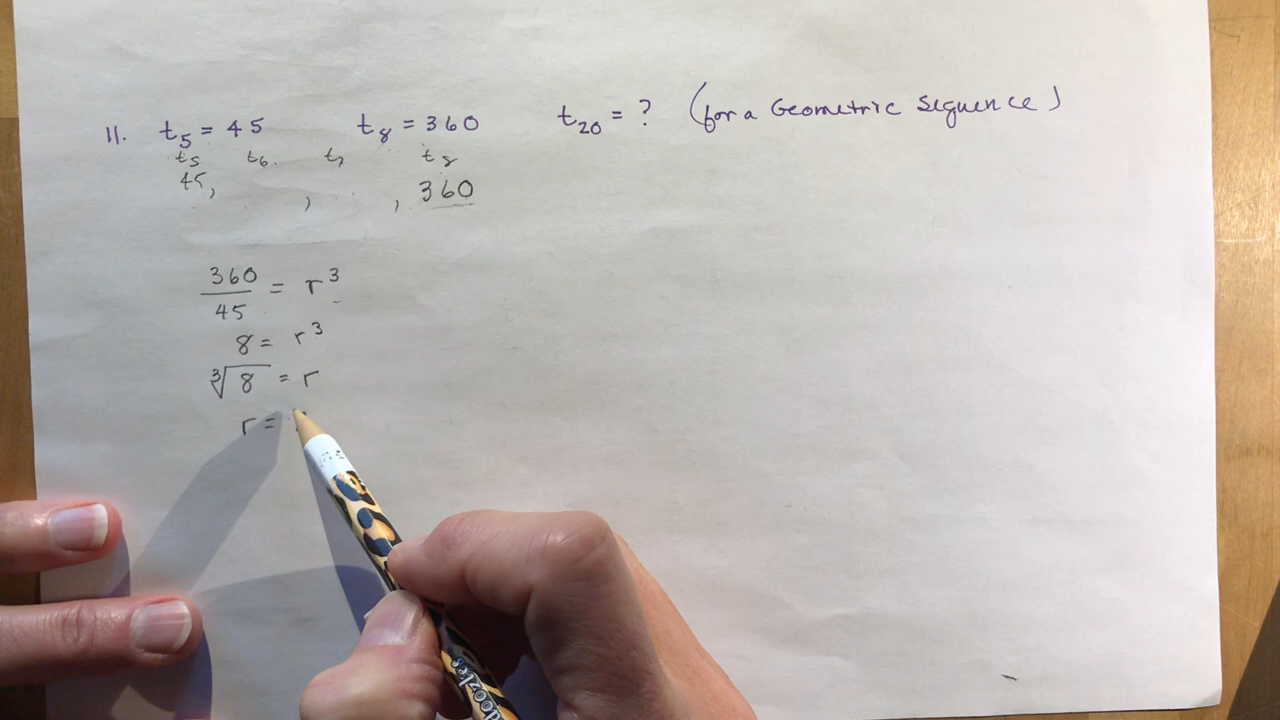 11. t₅ = 45 t₈ = 360 t₂₀ = ? (for a Geometric Sequence)
t₅ t₆. t₇ t₈
45, , , 360
360/45 = r³
8 = r³
³√8 = r
r =